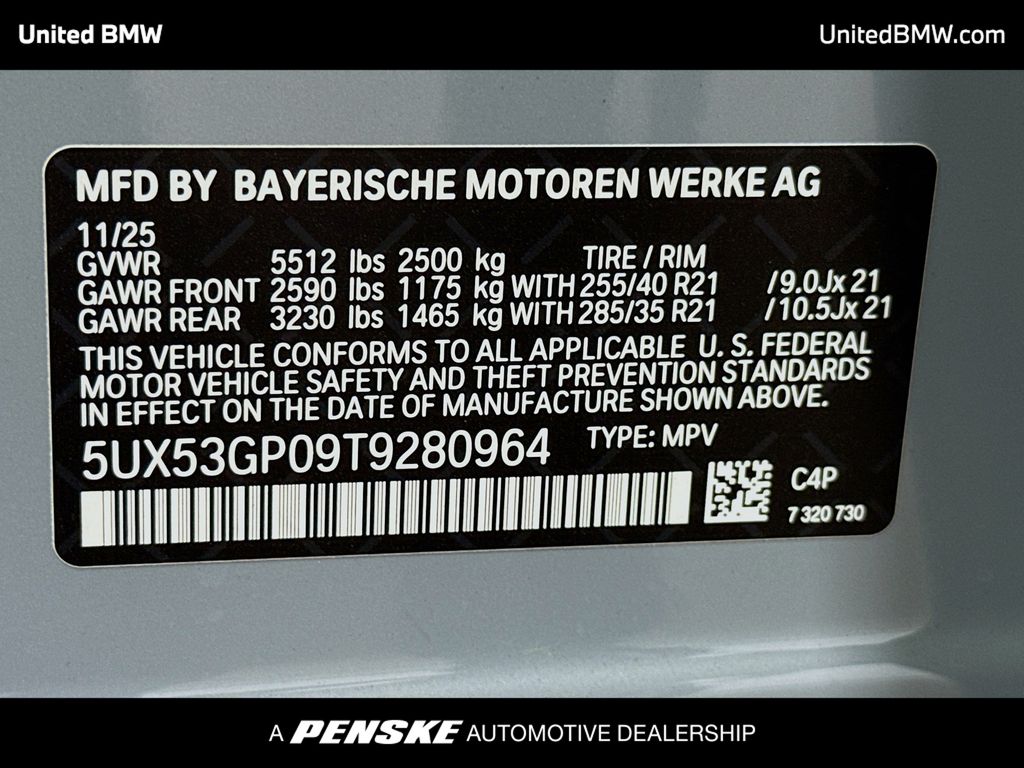 United BMW
UnitedBMW.com
MFD BY BAYERISCHE MOTOREN WERKE AG
11/25
GVWR 5512 lbs 2500 kg TIRE / RIM
GAWR FRONT 2590 lbs 1175 kg WITH 255/40 R21 /9.0Jx 21
GAWR REAR 3230 lbs 1465 kg WITH 285/35 R21 /10.5Jx 21
THIS VEHICLE CONFORMS TO ALL APPLICABLE U. S. FEDERAL
MOTOR VEHICLE SAFETY AND THEFT PREVENTION STANDARDS
IN EFFECT ON THE DATE OF MANUFACTURE SHOWN ABOVE.
5UX53GP09T9280964 TYPE: MPV
C4P
7 320 730
A PENSKE AUTOMOTIVE DEALERSHIP